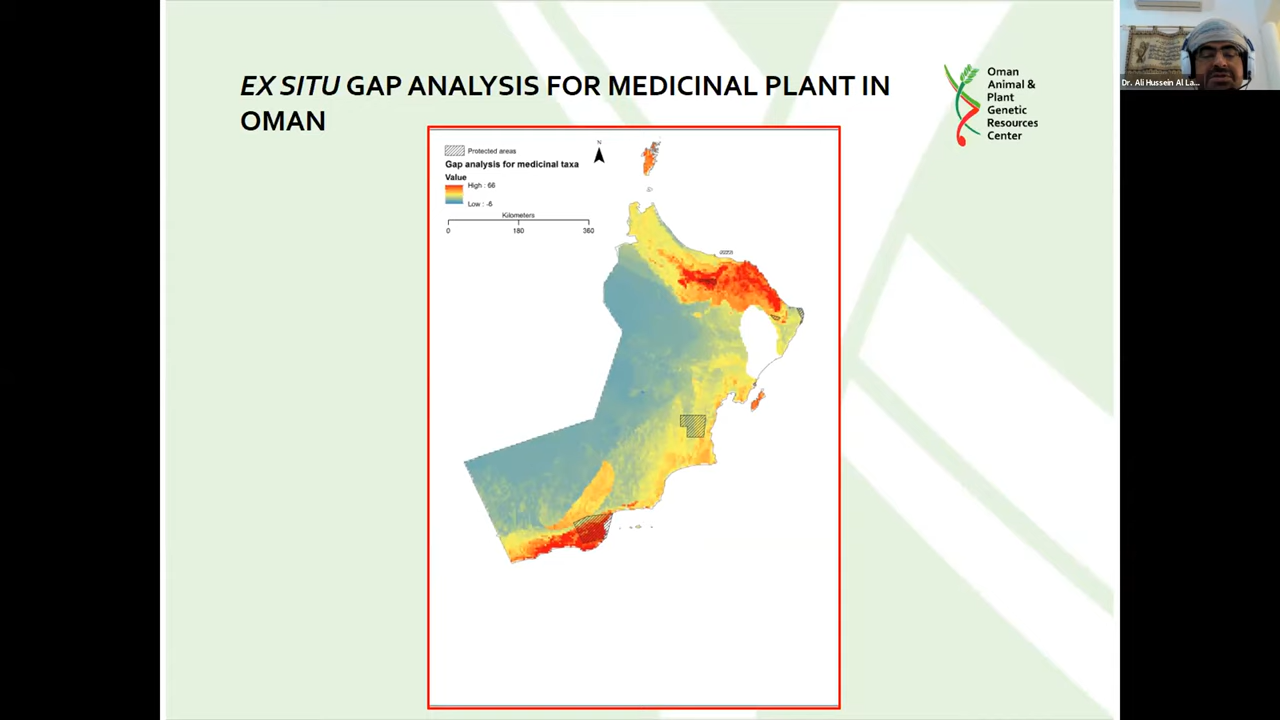 EX SITU GAP ANALYSIS FOR MEDICINAL PLANT IN
OMAN
Oman
Animal &
Plant
Genetic
Resources
Center
Dr. Ali Hussein Al La...
Protected areas
N
Gap analysis for medicinal taxa
Value
High : 66
Low : -6
Kilometers
0 180 360